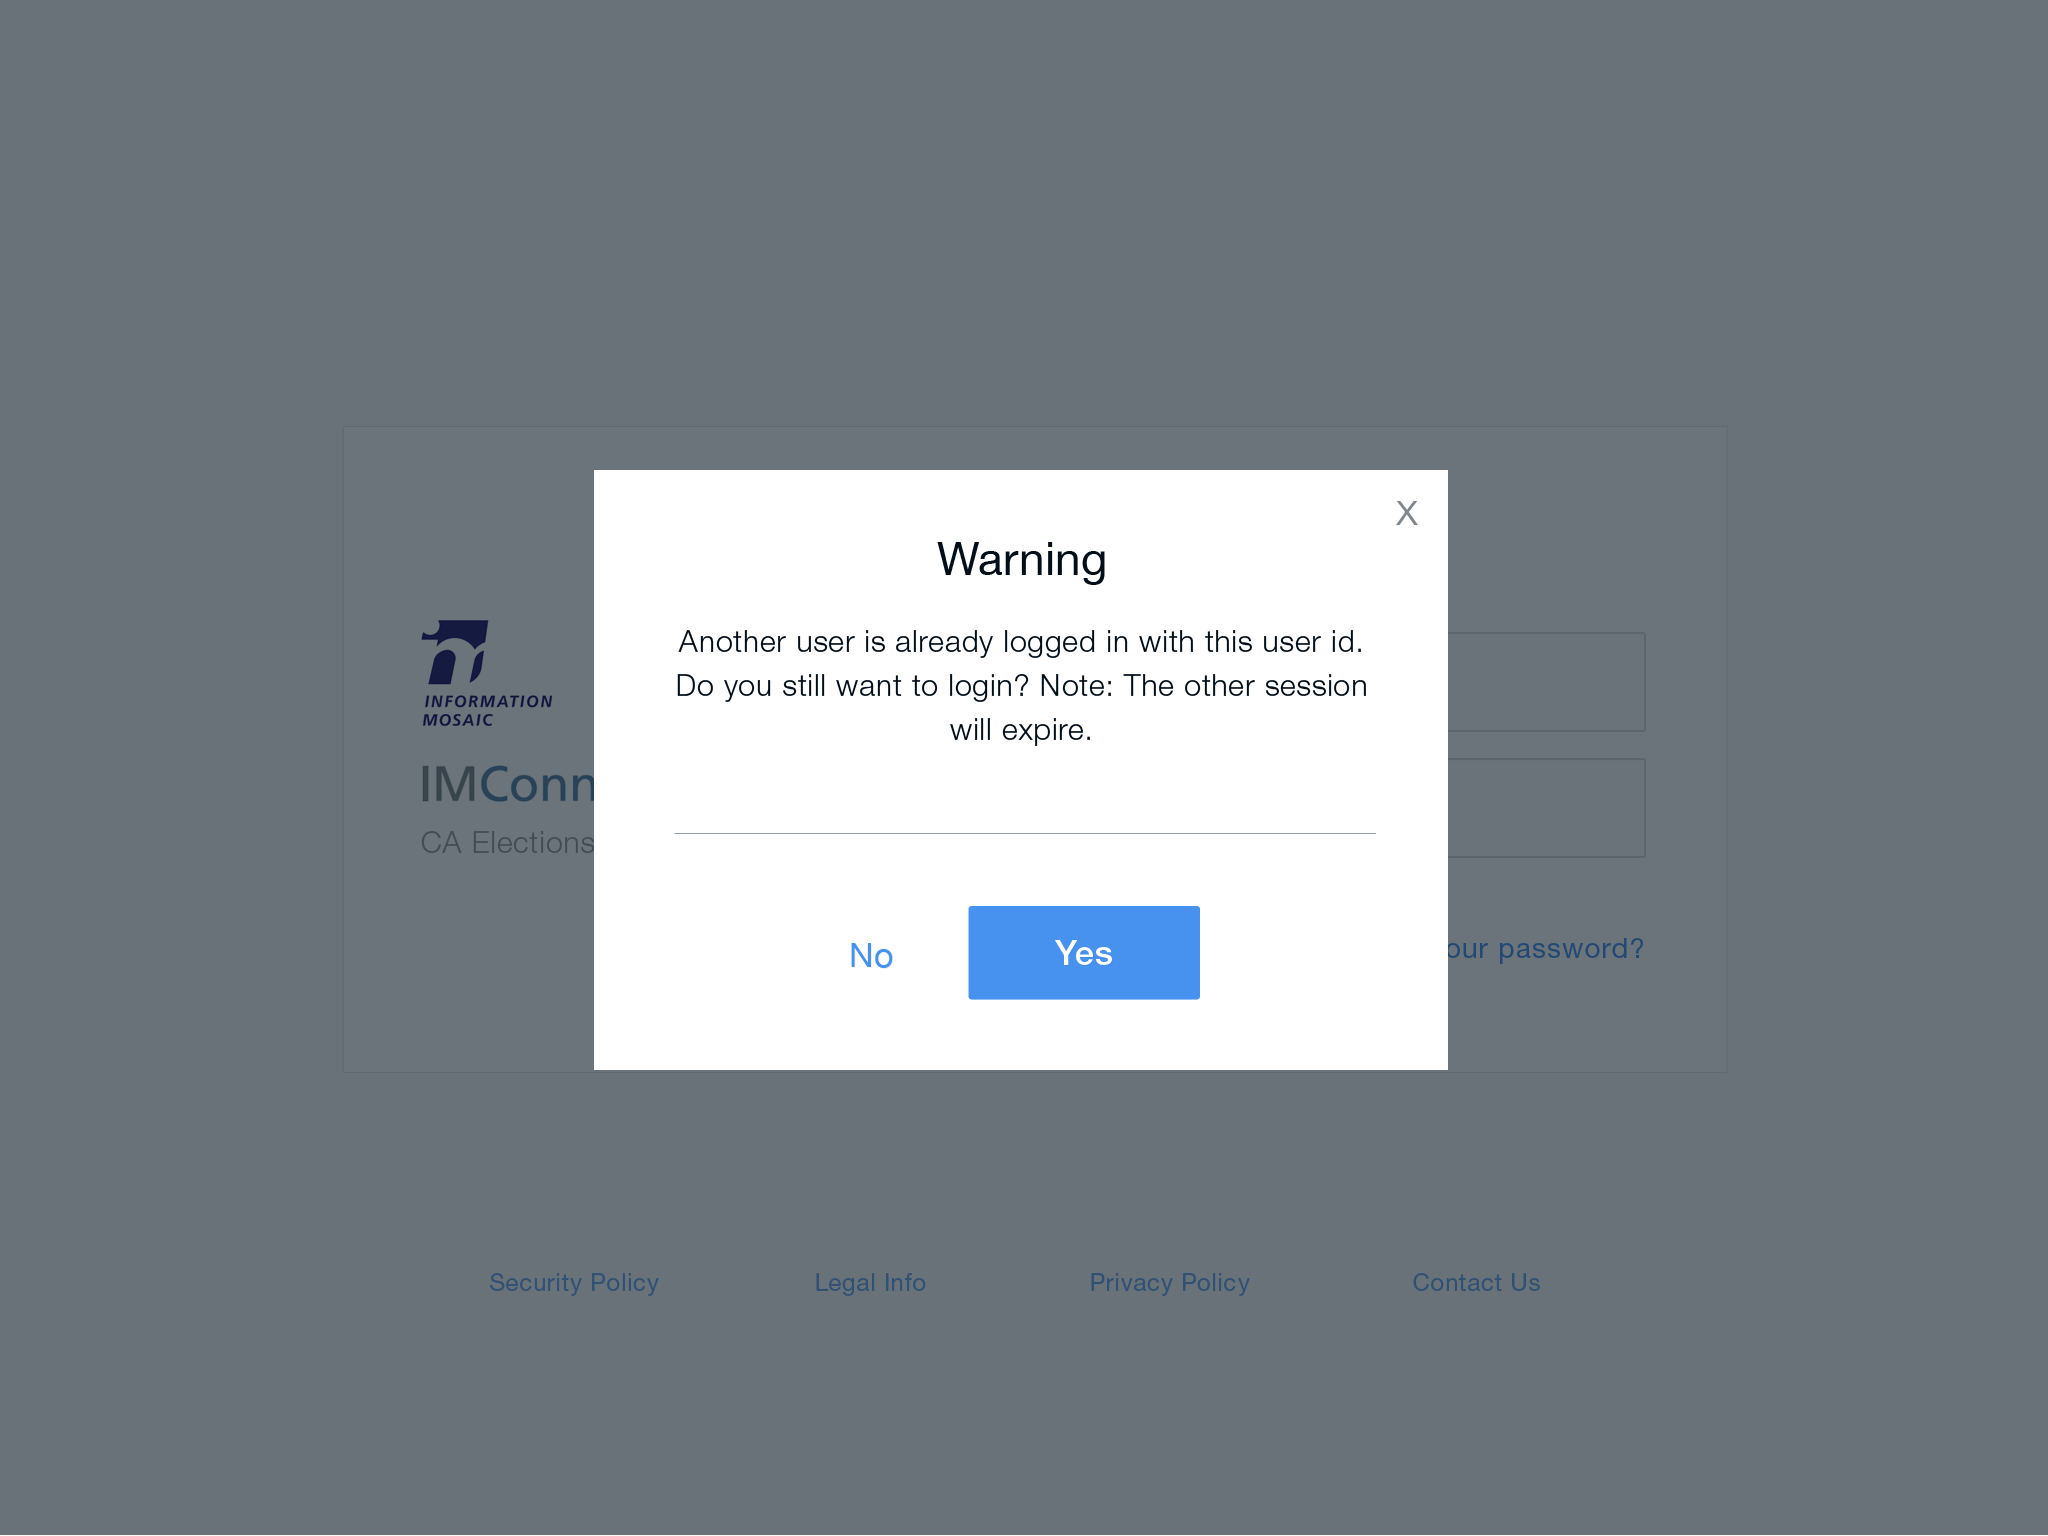 X
Warning
Another user is already logged in with this user id.
Do you still want to login? Note: The other session
will expire.
No
Yes
INFORMATION
MOSAIC
IMConn
CA Elections
our password?
Security Policy
Legal Info
Privacy Policy
Contact Us